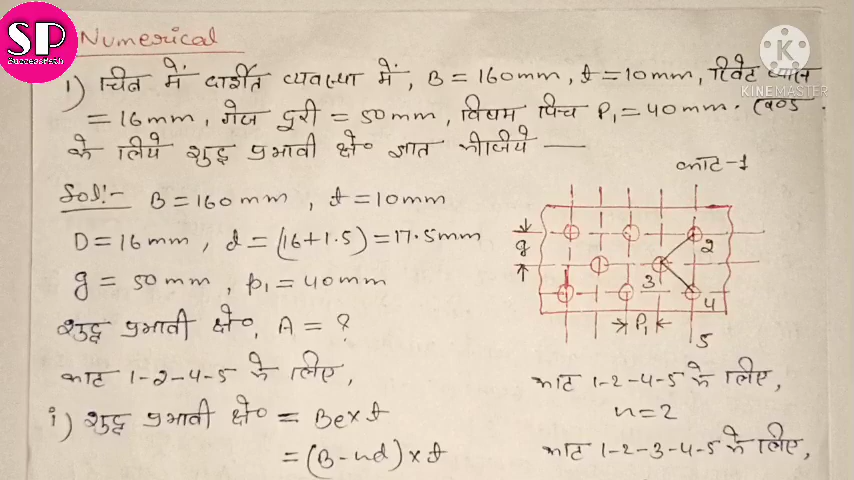 SP
Successtech
Numerical
KINEMASTER
1) चित्र में दर्शित व्यवस्था में, B = 160mm, t = 10mm, रिवेट व्यास
= 16mm, गेज दूरी = 50mm, विषम पिच P₁ = 40mm. खण्ड
के लिये शुद्ध प्रभावी क्षे० ज्ञात कीजिये —
काट-1
Sol:- B = 160mm, t = 10mm
D = 16mm, d = (16+1.5) = 17.5mm
g = 50mm, p₁ = 40mm
शुद्ध प्रभावी क्षे०, A = ?
g
2
3
4
P₁
5
काट 1-2-4-5 के लिए,
i) शुद्ध प्रभावी क्षे० = Be x t
= (B - nd) x t
काट 1-2-4-5 के लिए,
n = 2
काट 1-2-3-4-5 के लिए,